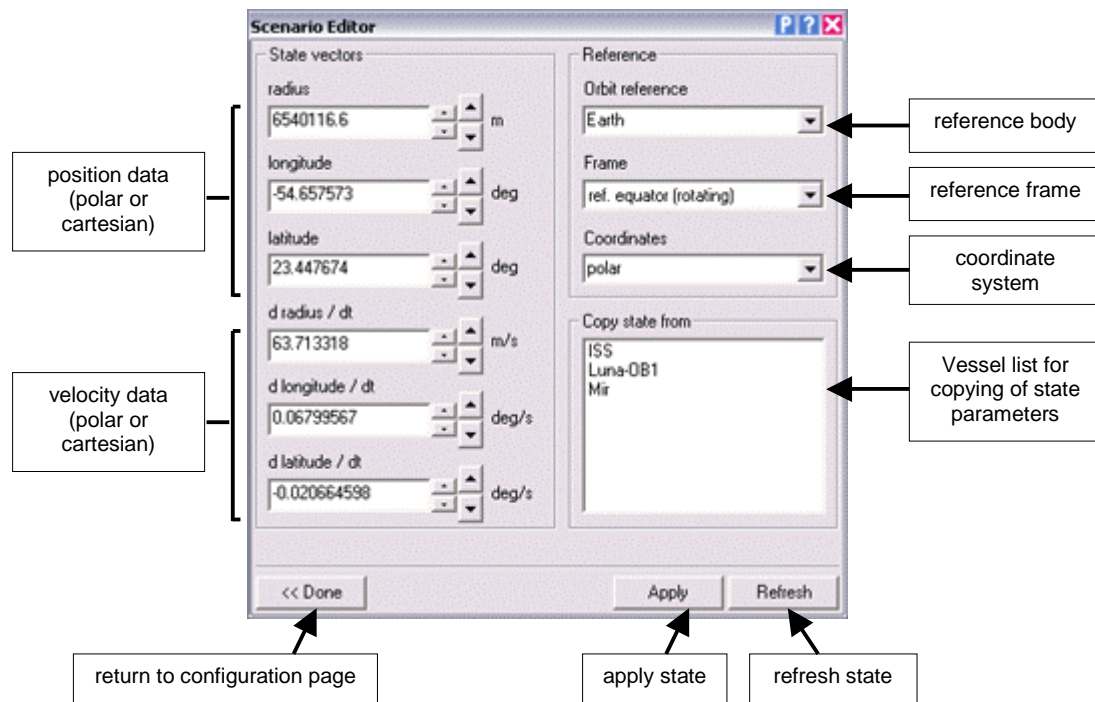 Scenario Editor
P ? X
State vectors
radius
6540116.6
m
longitude
-54.657573
deg
latitude
23.447674
deg
d radius / dt
63.713318
m/s
d longitude / dt
0.06799567
deg/s
d latitude / dt
-0.020664598
deg/s
Reference
Orbit reference
Earth
Frame
ref. equator (rotating)
Coordinates
polar
Copy state from
ISS
Luna-OB1
Mir
<< Done
Apply
Refresh
position data
(polar or
cartesian)
velocity data
(polar or
cartesian)
reference body
reference frame
coordinate
system
Vessel list for
copying of state
parameters
return to configuration page
apply state
refresh state